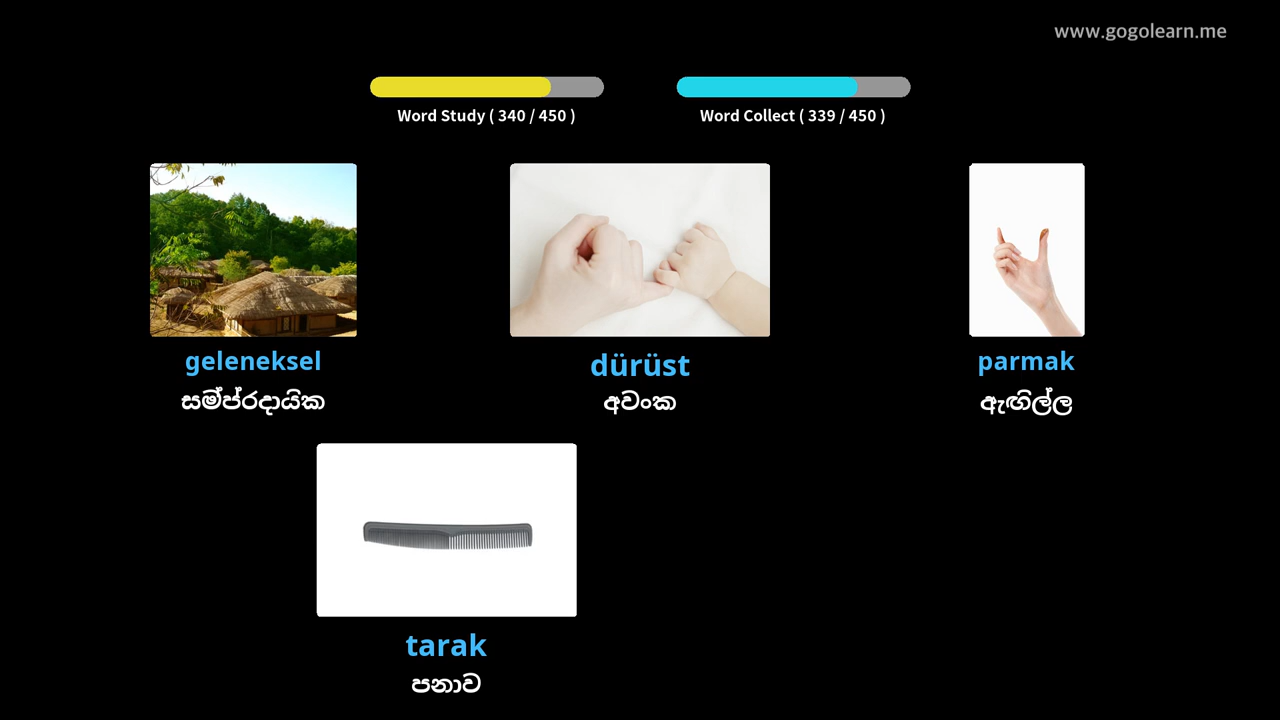 www.gogolearn.me
Word Study ( 340 / 450 )
Word Collect ( 339 / 450 )
geleneksel
dürüst
parmak
සම්ප්රදායික
අවංක
ඇඟිල්ල
tarak
පනාව